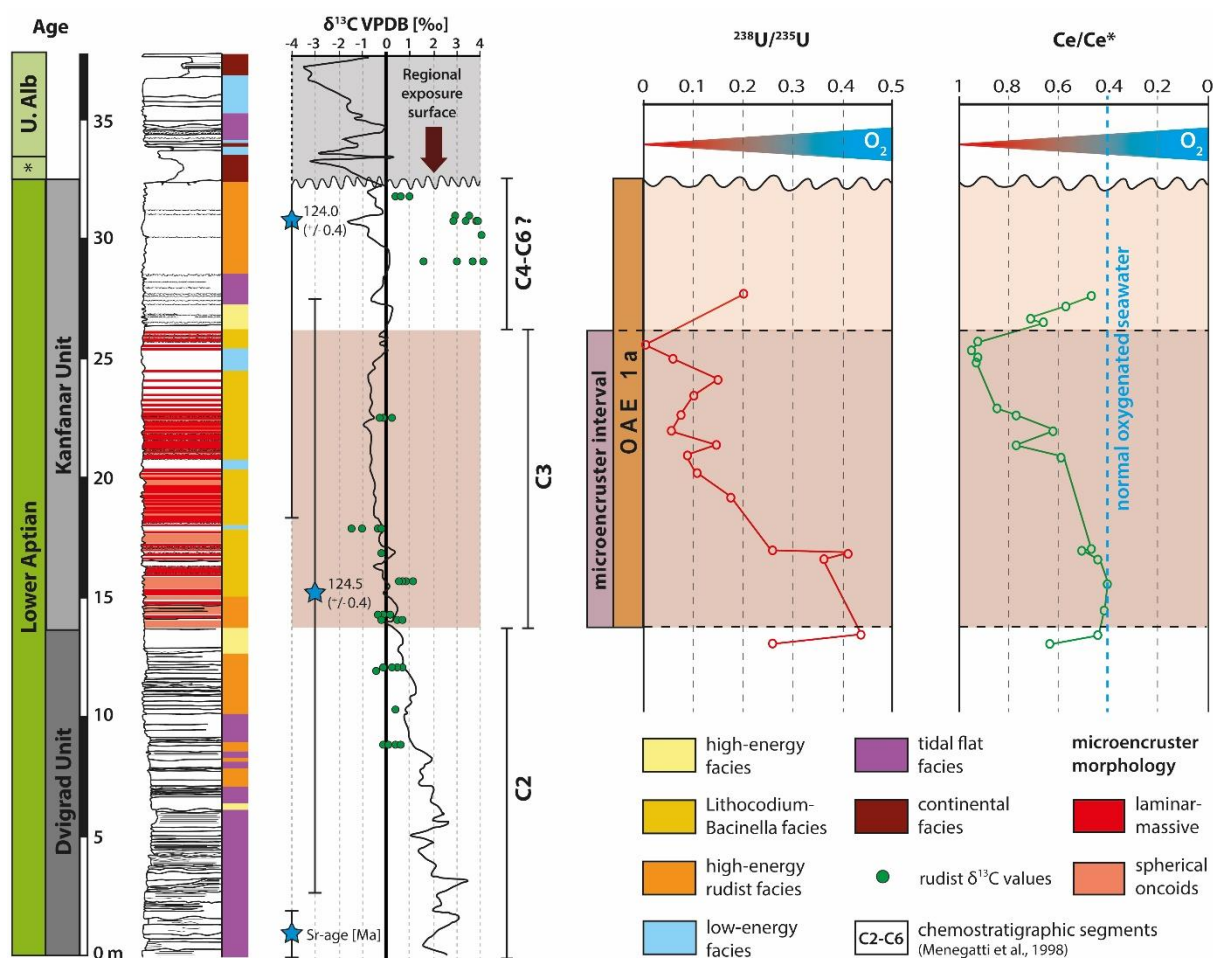 Age
U. Alb
*
Lower Aptian
Kanfanar Unit
Dvigrad Unit
35
30
25
20
15
10
5
0 m
δ¹³C VPDB [‰]
-4 -3 -2 -1 0 1 2 3 4
Regional
exposure
surface
124.0
(+/- 0.4)
124.5
(+/- 0.4)
Sr-age [Ma]
C4-C6 ?
C3
C2
microencruster interval
OAE 1a
²³⁸U/²³⁵U
0 0.1 0.2 0.3 0.4 0.5
O₂
Ce/Ce*
1 0.8 0.6 0.4 0.2 0
O₂
normal oxygenated seawater
high-energy
facies
Lithocodium-
Bacinella facies
high-energy
rudist facies
low-energy
facies
tidal flat
facies
continental
facies
rudist δ¹³C values
C2-C6
chemostratigraphic segments
(Menegatti et al., 1998)
microencruster
morphology
laminar-
massive
spherical
oncoids